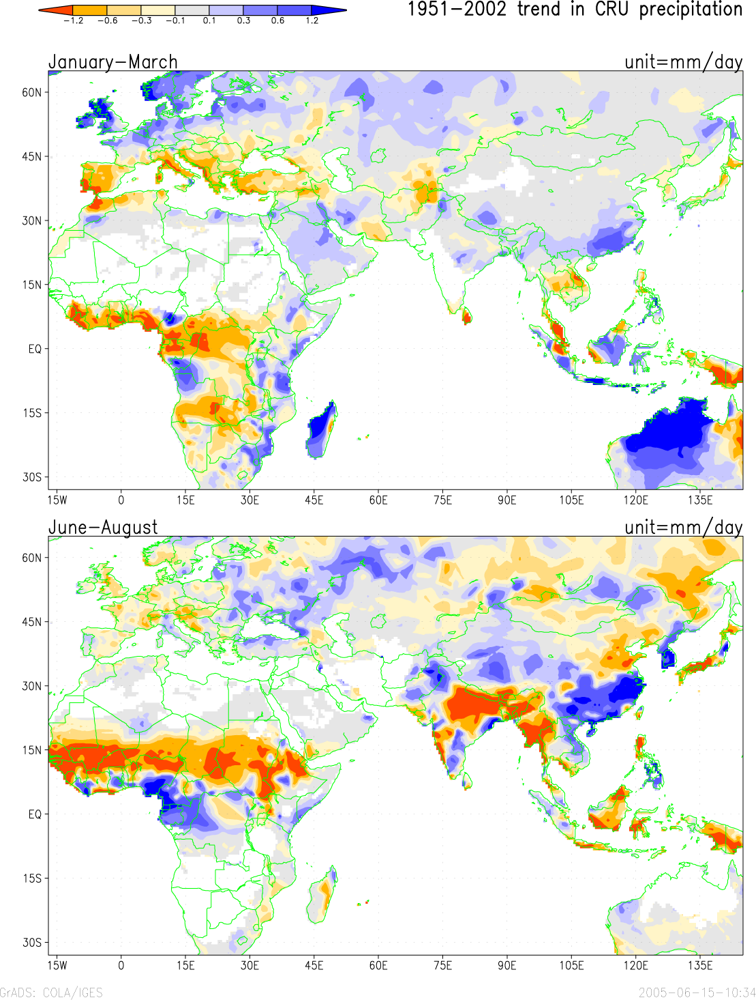 1951−2002 trend in CRU precipitation
−1.2 −0.6 −0.3 −0.1 0.1 0.3 0.6 1.2
January−March unit=mm/day
60N
45N
30N
15N
EQ
15S
30S
15W 0 15E 30E 45E 60E 75E 90E 105E 120E 135E
June−August unit=mm/day
60N
45N
30N
15N
EQ
15S
30S
15W 0 15E 30E 45E 60E 75E 90E 105E 120E 135E
GrADS: COLA/IGES 2005−06−15−10:34